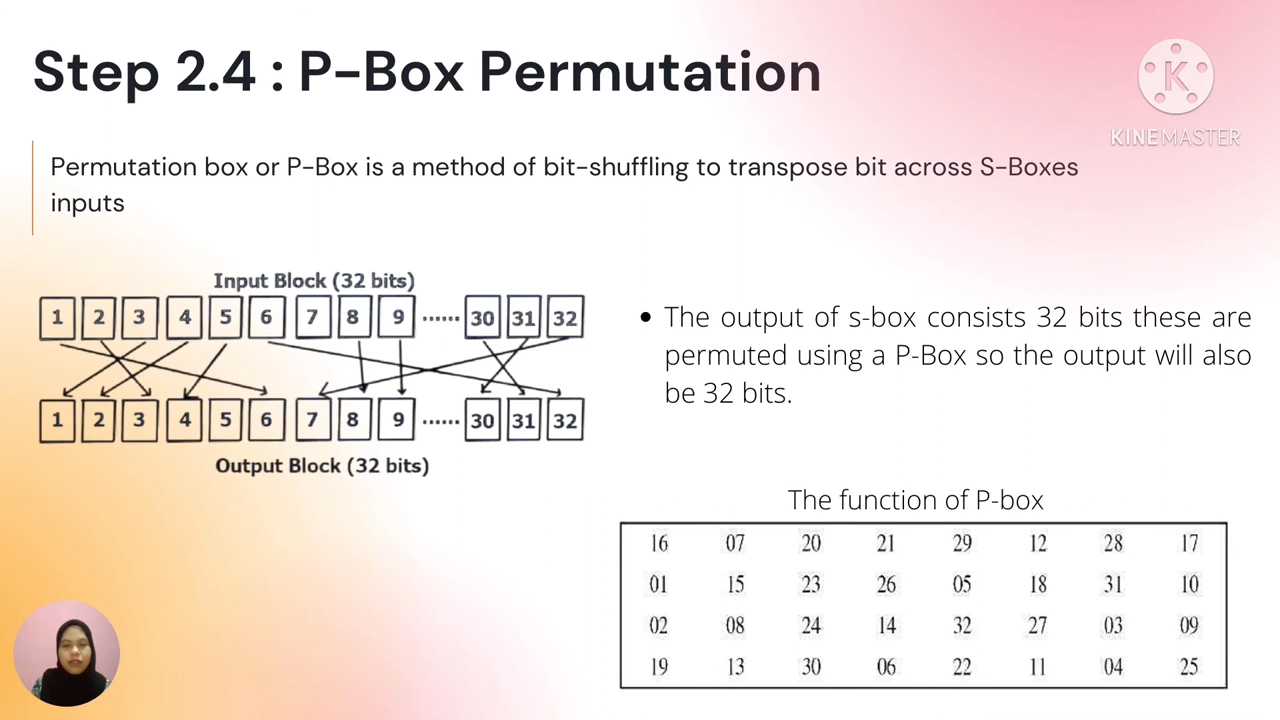 Step 2.4 : P-Box Permutation
K
KINEMASTER
Permutation box or P-Box is a method of bit-shuffling to transpose bit across S-Boxes
inputs
Input Block (32 bits)
1 2 3 4 5 6 7 8 9 ...... 30 31 32
1 2 3 4 5 6 7 8 9 ...... 30 31 32
Output Block (32 bits)
• The output of s-box consists 32 bits these are
permuted using a P-Box so the output will also
be 32 bits.
The function of P-box
16 07 20 21 29 12 28 17
01 15 23 26 05 18 31 10
02 08 24 14 32 27 03 09
19 13 30 06 22 11 04 25